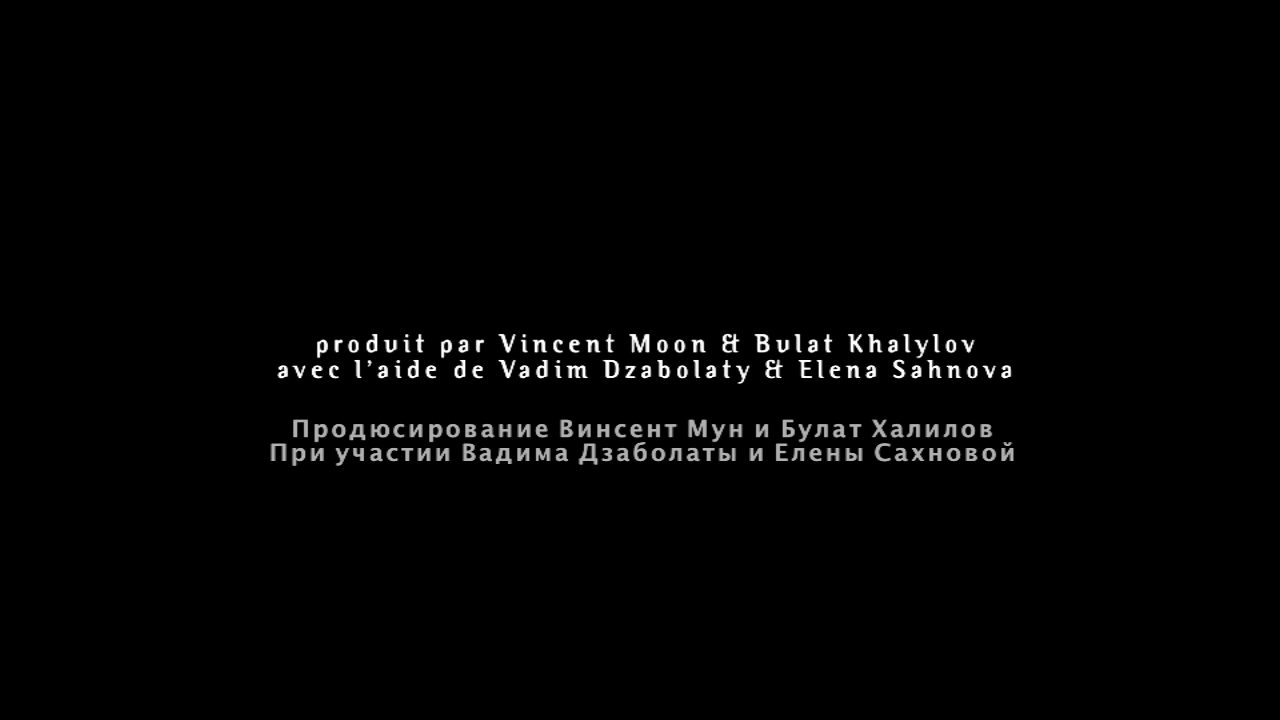 produit par Vincent Moon & Bulat Khalylov
avec l'aide de Vadim Dzabolaty & Elena Sahnova
Продюсирование Винсент Мун и Булат Халилов
При участии Вадима Дзаболаты и Елены Сахновой